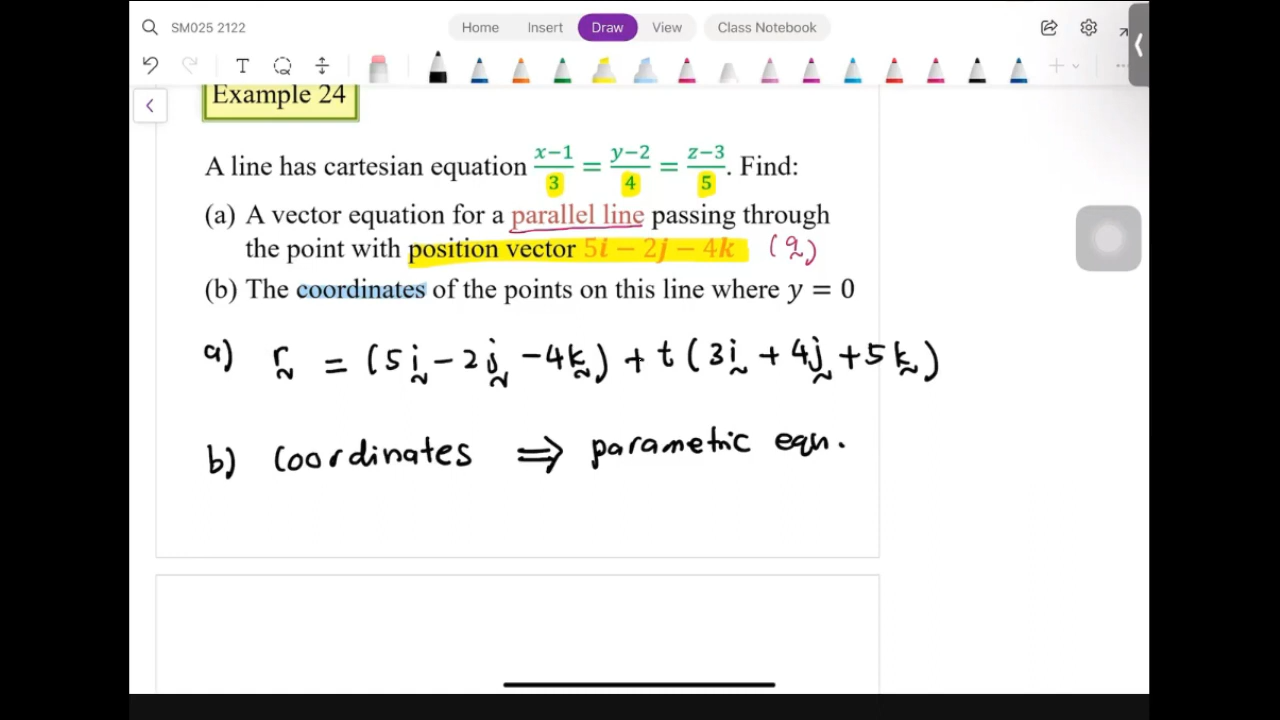 SM025 2122
Home Insert Draw View Class Notebook
T
Example 24
A line has cartesian equation x−1/3 = y−2/4 = z−3/5. Find:
(a) A vector equation for a parallel line passing through
the point with position vector 5i − 2j − 4k (a)
(b) The coordinates of the points on this line where y = 0
a) r = (5i − 2j − 4k) + t(3i + 4j + 5k)
b) Coordinates ⇒ parametric eqn.